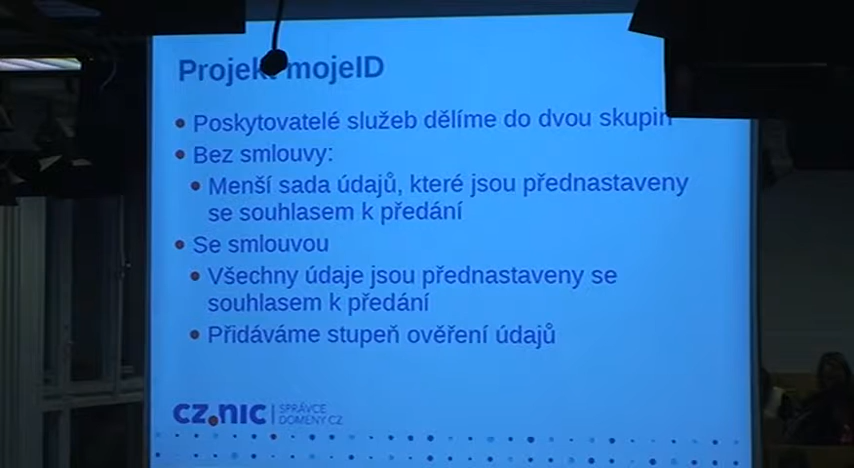 Projekt mojeID
Poskytovatelé služeb dělíme do dvou skupin
Bez smlouvy:
Menší sada údajů, které jsou přednastaveny
se souhlasem k předání
Se smlouvou
Všechny údaje jsou přednastaveny se
souhlasem k předání
Přidáváme stupeň ověření údajů
cz.nic
SPRÁVCE
DOMÉNY CZ